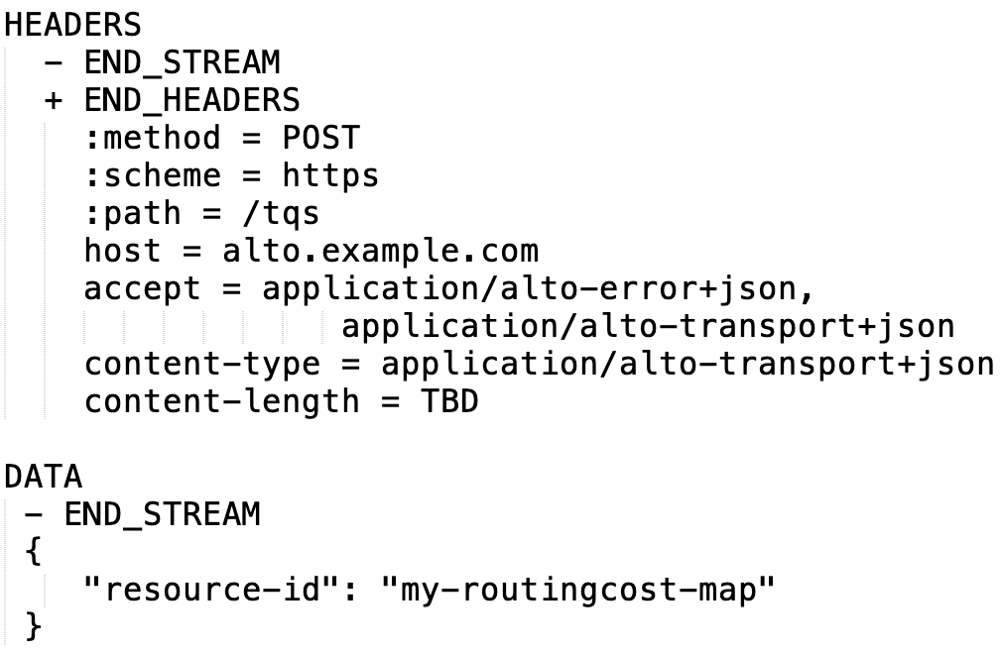 HEADERS
  - END_STREAM
  + END_HEADERS
    :method = POST
    :scheme = https
    :path = /tqs
    host = alto.example.com
    accept = application/alto-error+json,
                 application/alto-transport+json
    content-type = application/alto-transport+json
    content-length = TBD

DATA
 - END_STREAM
 {
    "resource-id": "my-routingcost-map"
 }